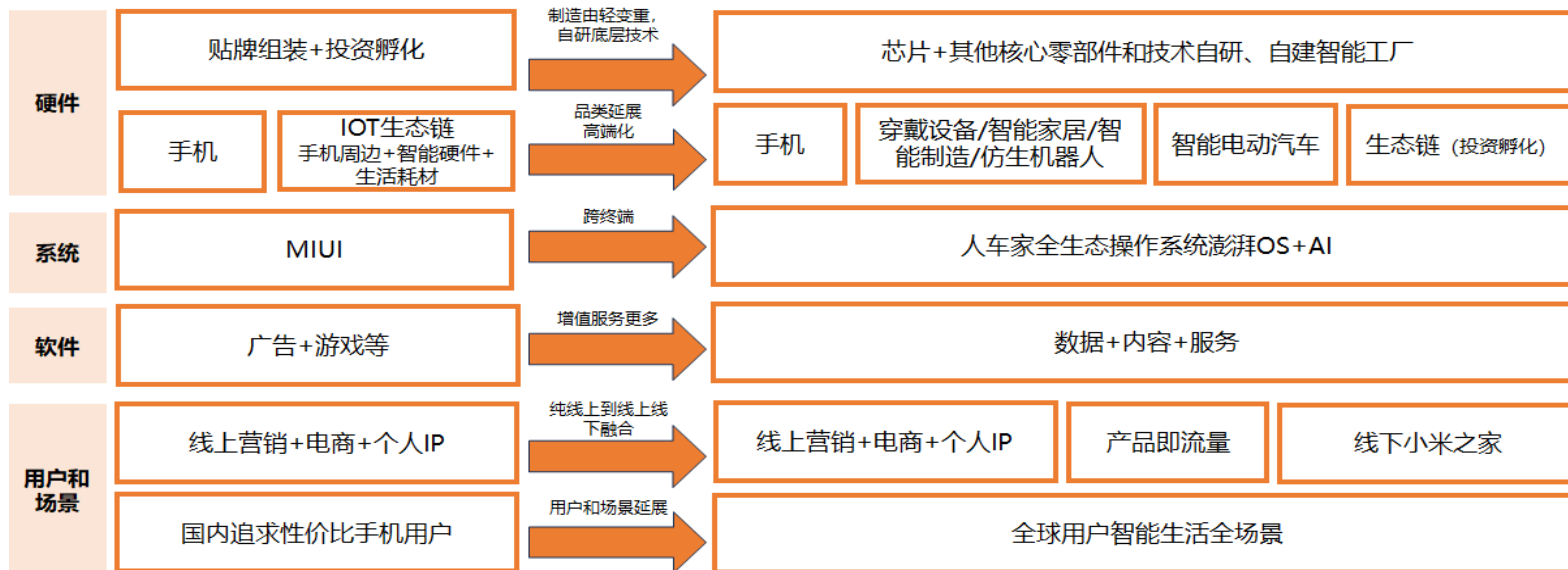 硬件
贴牌组装+投资孵化
制造由轻变重，
自研底层技术
芯片+其他核心零部件和技术自研、自建智能工厂
手机
IOT生态链
手机周边+智能硬件+
生活耗材
品类延展
高端化
手机
穿戴设备/智能家居/智
能制造/仿生机器人
智能电动汽车
生态链（投资孵化）
系统
MIUI
跨终端
人车家全生态操作系统澎湃OS+AI
软件
广告+游戏等
增值服务更多
数据+内容+服务
用户和
场景
线上营销+电商+个人IP
纯线上到线上线
下融合
线上营销+电商+个人IP
产品即流量
线下小米之家
国内追求性价比手机用户
用户和场景延展
全球用户智能生活全场景